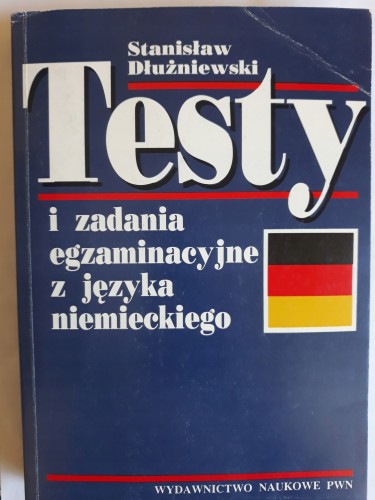 Stanisław
Dłużniewski
Testy
i zadania
egzaminacyjne
z języka
niemieckiego
WYDAWNICTWO NAUKOWE PWN